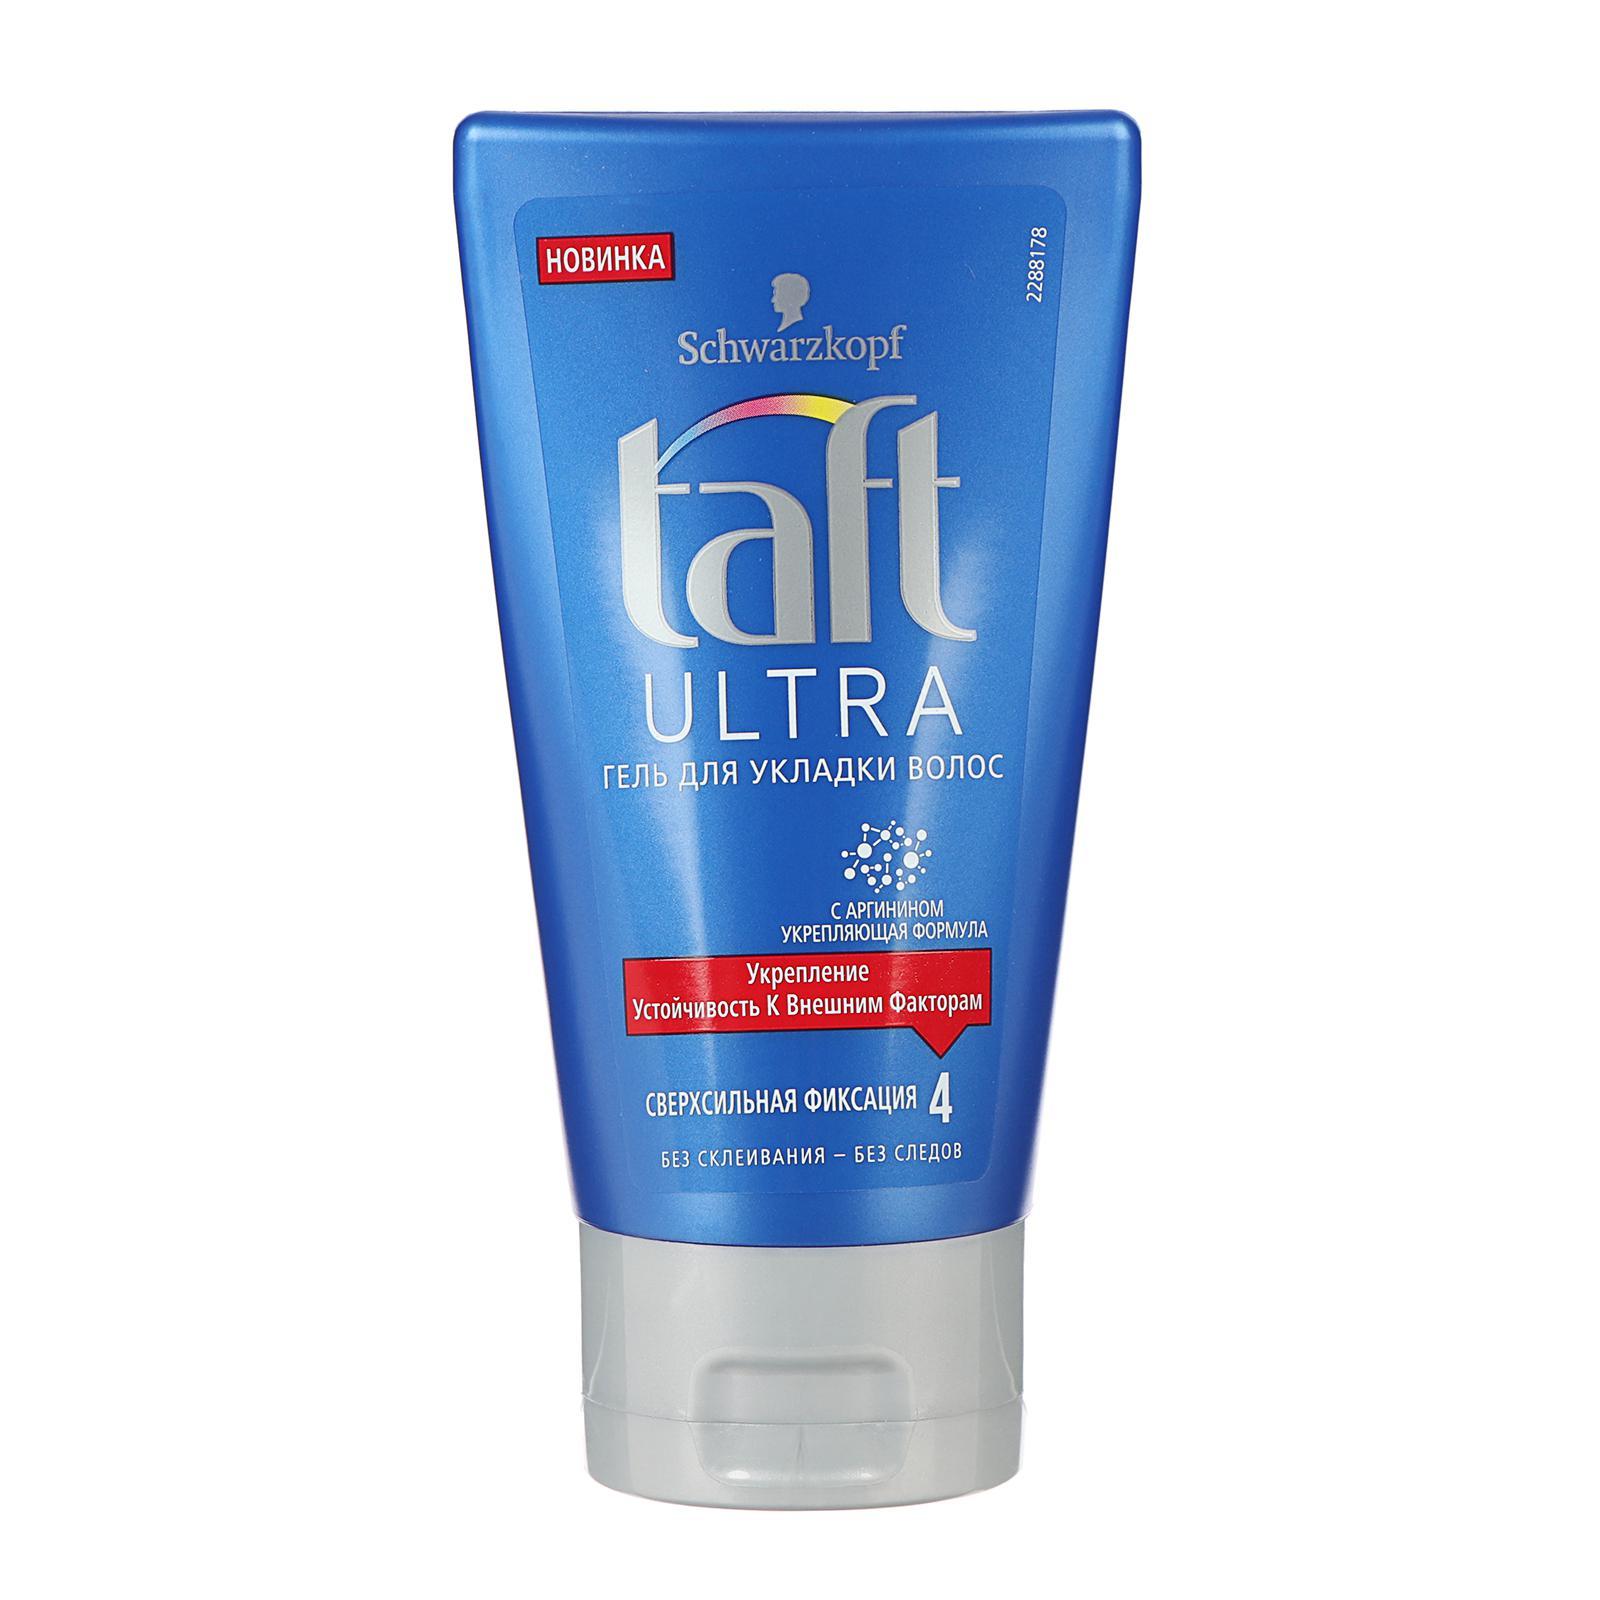 НОВИНКА
2288178
Schwarzkopf
taft
ULTRA
ГЕЛЬ ДЛЯ УКЛАДКИ ВОЛОС
С АРГИНИНОМ
УКРЕПЛЯЮЩАЯ ФОРМУЛА
Укрепление
Устойчивость К Внешним Факторам
СВЕРХСИЛЬНАЯ ФИКСАЦИЯ 4
БЕЗ СКЛЕИВАНИЯ – БЕЗ СЛЕДОВ